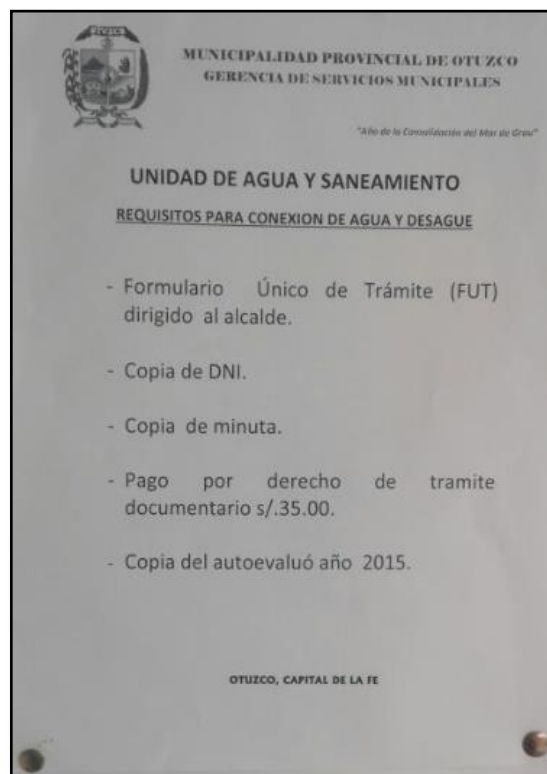 OTUZCO
MUNICIPALIDAD PROVINCIAL DE OTUZCO
GERENCIA DE SERVICIOS MUNICIPALES
"Año de la Consolidación del Mar de Grau"
UNIDAD DE AGUA Y SANEAMIENTO
REQUISITOS PARA CONEXION DE AGUA Y DESAGUE
- Formulario Único de Trámite (FUT)
dirigido al alcalde.
- Copia de DNI.
- Copia de minuta.
- Pago por derecho de tramite
documentario s/.35.00.
- Copia del autoevaluó año 2015.
OTUZCO, CAPITAL DE LA FE